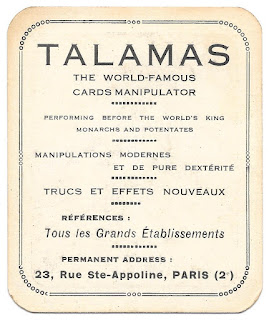 TALAMAS
THE WORLD-FAMOUS
CARDS MANIPULATOR
PERFORMING BEFORE THE WORLD'S KING
MONARCHS AND POTENTATES
MANIPULATIONS MODERNES
ET DE PURE DEXTÉRITÉ
TRUCS ET EFFETS NOUVEAUX
RÉFÉRENCES :
Tous les Grands Établissements
PERMANENT ADDRESS :
23, Rue Ste-Appoline, PARIS (2e)